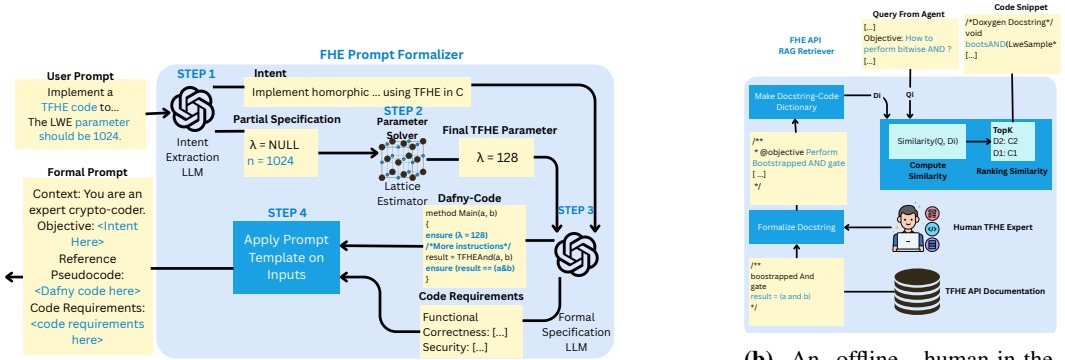 FHE Prompt Formalizer
User Prompt
Implement a
TFHE code to...
The LWE parameter
should be 1024.
STEP 1
Intent
Extraction
LLM
Intent
Implement homorphic ... using TFHE in C
Partial Specification
λ = NULL
n = 1024
STEP 2
Parameter
Solver
Lattice
Estimator
Final TFHE Parameter
λ = 128
Dafny-Code
method Main(a, b)
{
ensure (λ = 128)
/*More instructions*/
result = TFHEAnd(a, b)
ensure (result == (a&b)
}
STEP 3
Formal
Specification
LLM
Code Requirements
Functional
Correctness: [...]
Security: [...]
STEP 4
Apply Prompt
Template on
Inputs
Formal Prompt
Context: You are an
expert crypto-coder.
Objective: <Intent
Here>
Reference
Pseudocode:
<Dafny code here>
Code Requirements:
<code requirements
here>
FHE API
RAG Retriever
Query From Agent
[...]
Objective: How to
perform bitwise AND ?
[...]
Code Snippet
/*Doxygen Docstring*/
void
bootsAND(LweSample*
[...]
Make Docstring-Code
Dictionary
Di
Qi
Similarity(Q, Di)
Compute
Similarity
TopK
D2: C2
D1: C1
Ranking Similarity
/**
* @objective Perform
Bootstrapped AND gate
[ ...]
*/
Formalize Docstring
Human TFHE Expert
/**
boostrapped And
gate
result = (a and b)
*/
TFHE API Documentation
(b) An offline, human-in-the